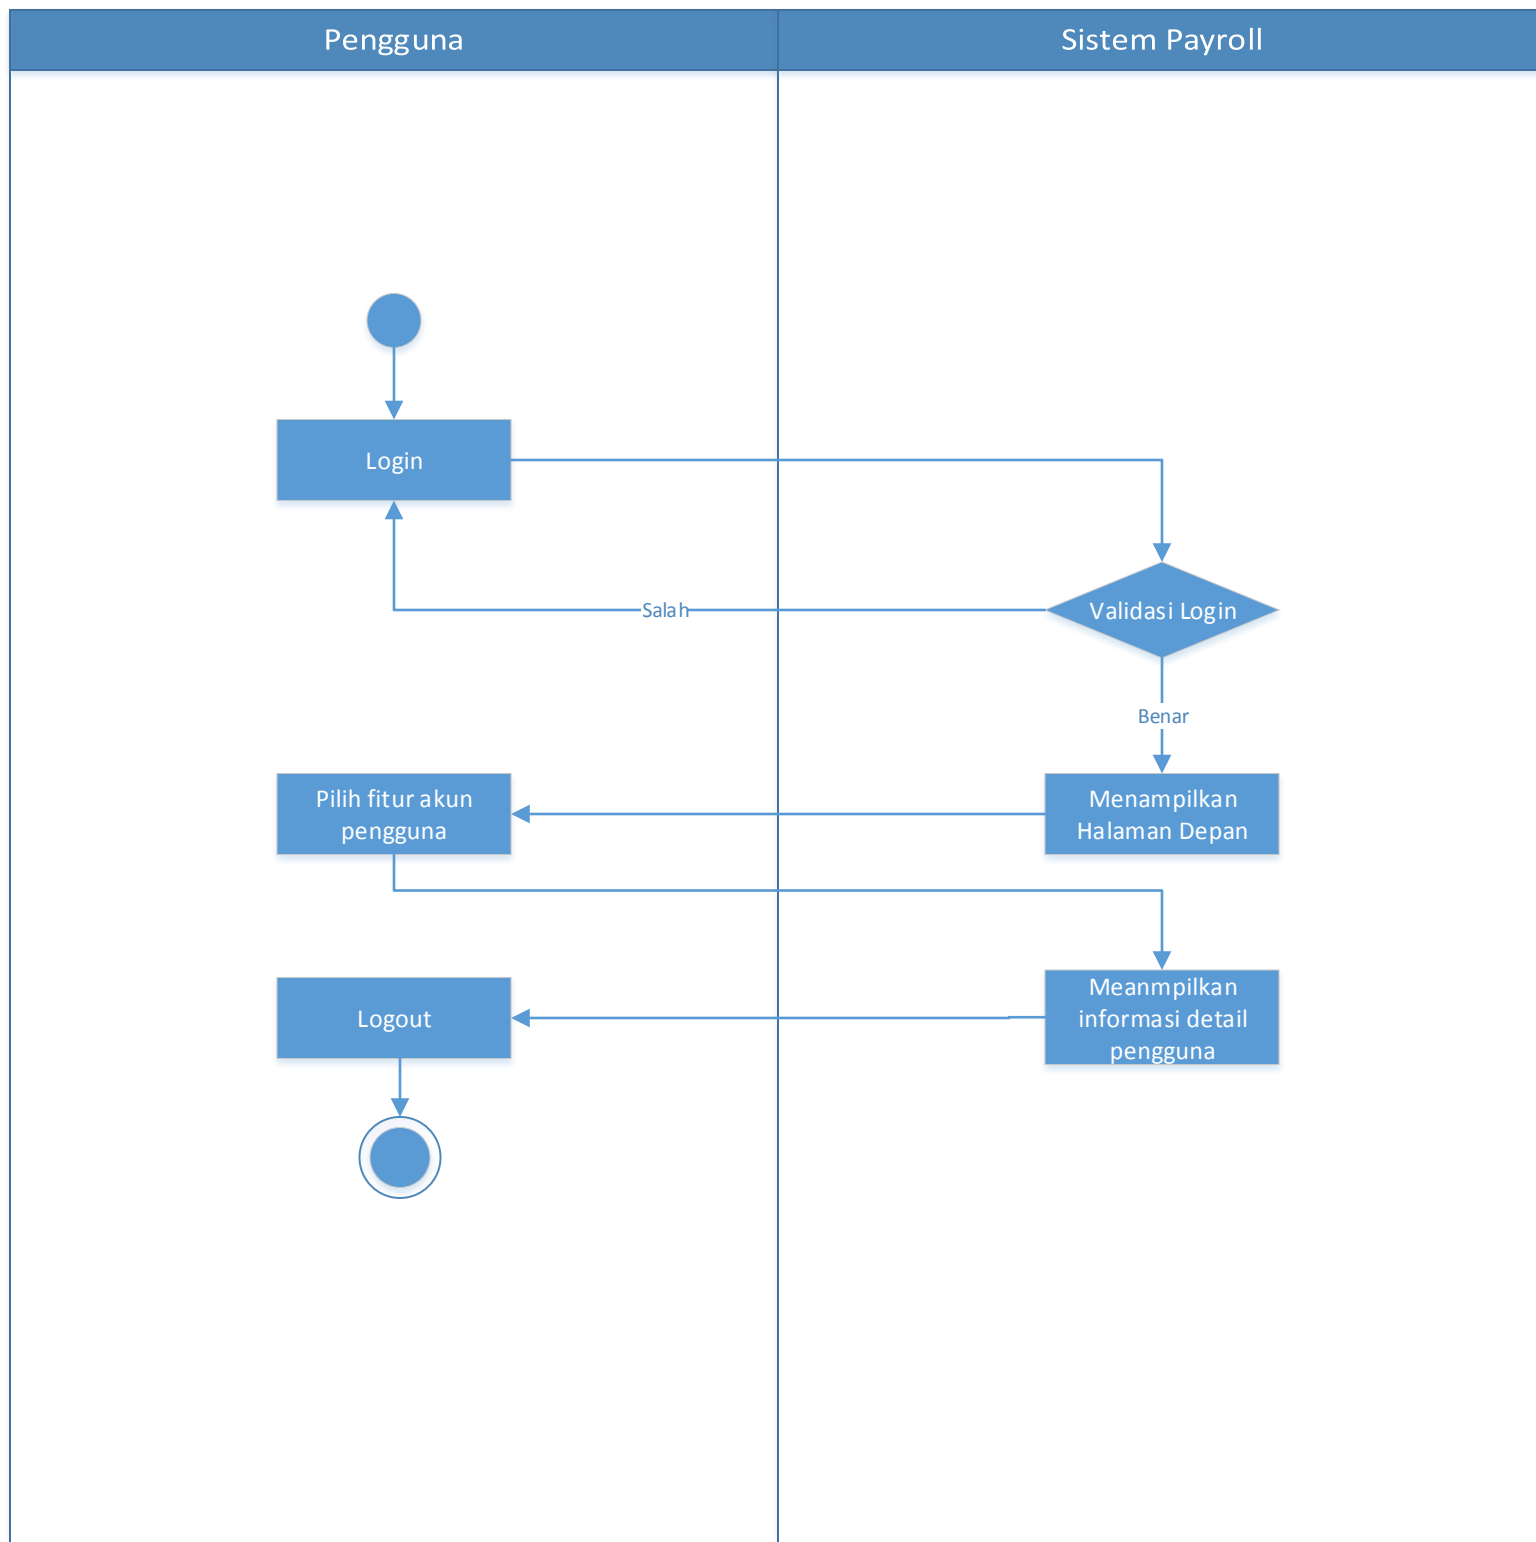 Pengguna
Sistem Payroll
Login
Validasi Login
Salah
Benar
Pilih fitur akun
pengguna
Menampilkan
Halaman Depan
Logout
Meanmpilkan
informasi detail
pengguna